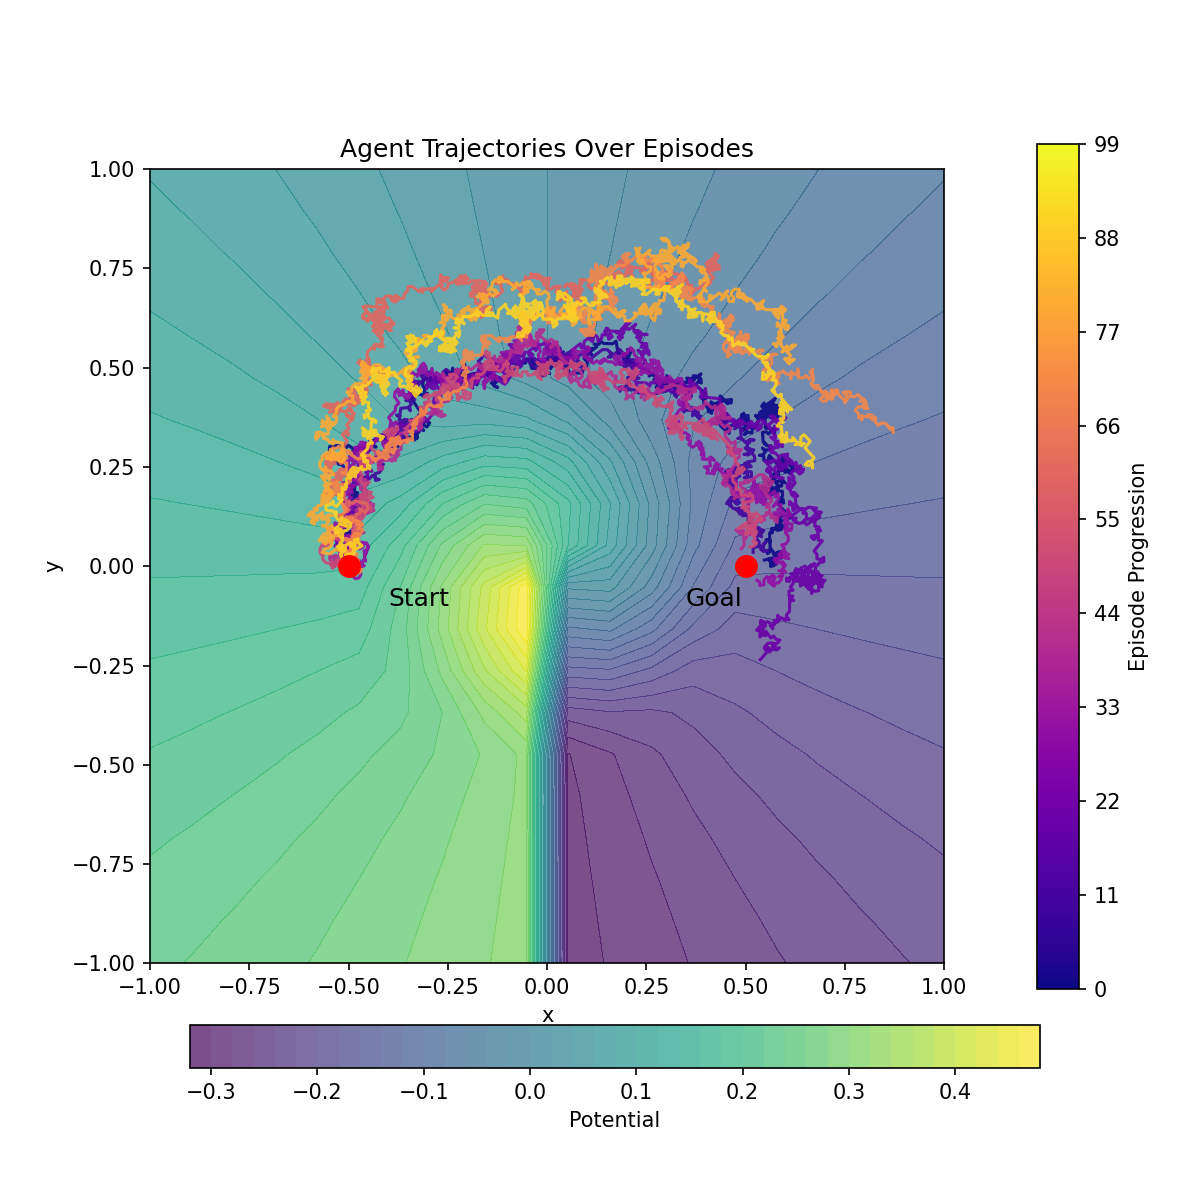 Agent Trajectories Over Episodes
1.00
0.75
0.50
0.25
0.00
−0.25
−0.50
−0.75
−1.00
y
Start
Goal
−1.00 −0.75 −0.50 −0.25 0.00 0.25 0.50 0.75 1.00
x
99
88
77
66
55
44
33
22
11
0
Episode Progression
−0.3 −0.2 −0.1 0.0 0.1 0.2 0.3 0.4
Potential